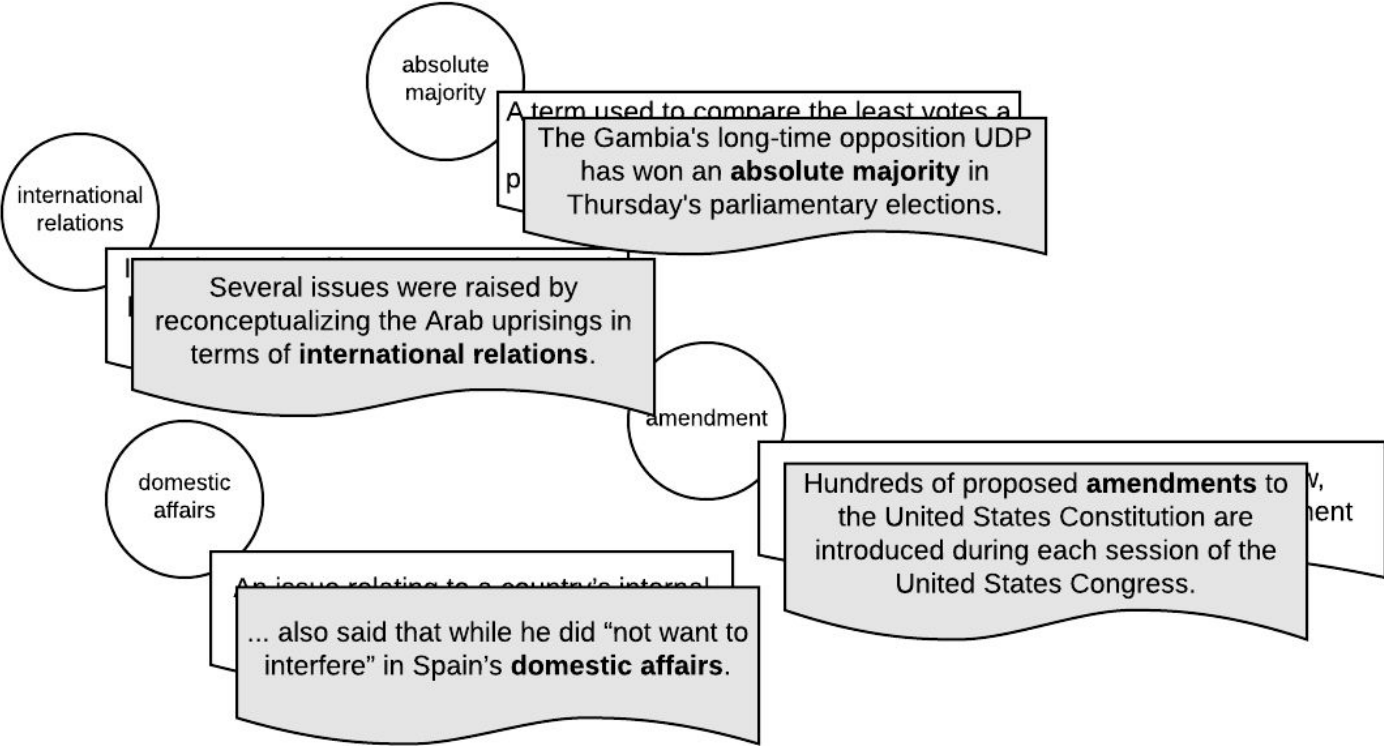 absolute
majority
A term used to compare the least votes a
p
The Gambia's long-time opposition UDP
has won an absolute majority in
Thursday's parliamentary elections.
international
relations
Several issues were raised by
reconceptualizing the Arab uprisings in
terms of international relations.
amendment
Hundreds of proposed amendments to
the United States Constitution are
introduced during each session of the
United States Congress.
domestic
affairs
An issue relating to a country's internal
... also said that while he did “not want to
interfere” in Spain’s domestic affairs.